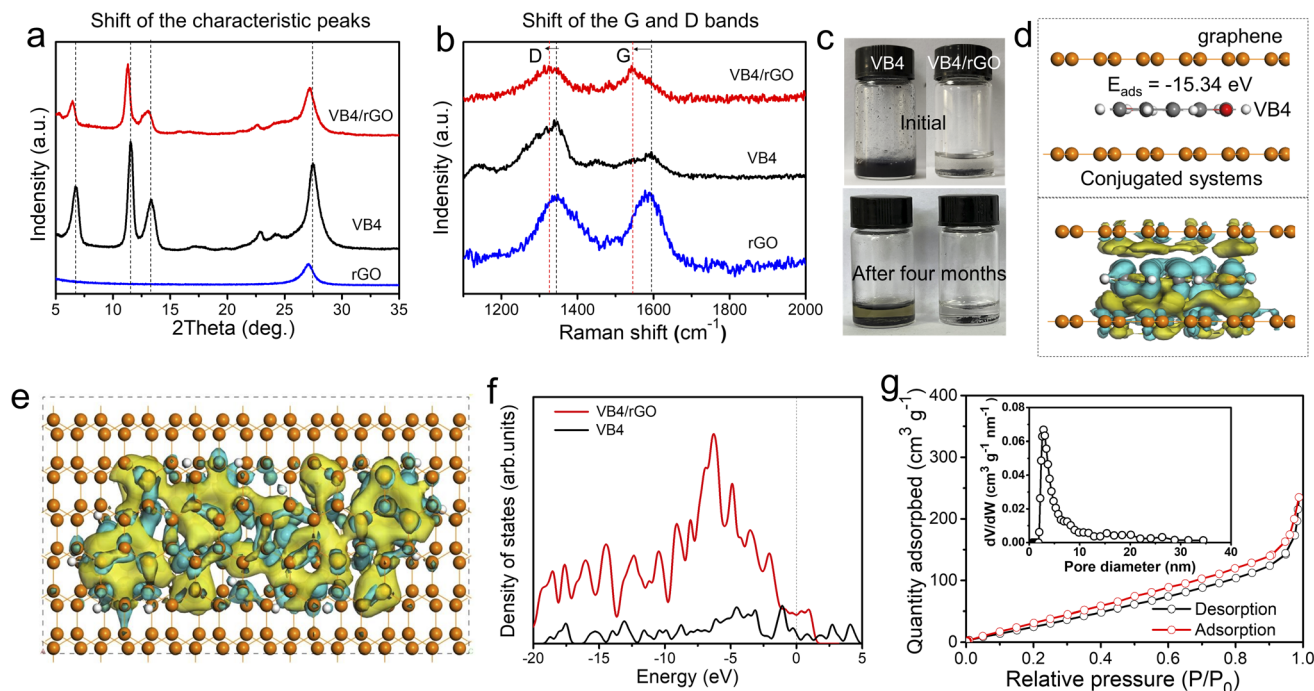 Shift of the characteristic peaks
a
VB4/rGO
VB4
rGO
Indensity (a.u.)
5 10 15 20 25 30 35
2Theta (deg.)
Shift of the G and D bands
b
D
G
VB4/rGO
VB4
rGO
Indensity (a.u.)
1200 1400 1600 1800 2000
Raman shift (cm-1)
c
VB4
VB4/rGO
Initial
After four months
d
graphene
Eads = -15.34 eV
VB4
Conjugated systems
e
f
VB4/rGO
VB4
Density of states (arb.units)
-20 -15 -10 -5 0 5
Energy (eV)
g
Quantity adsorbed (cm3 g-1)
400
300
200
100
0
0.0 0.2 0.4 0.6 0.8 1.0
Relative pressure (P/P0)
dV/dW (cm3 g-1 nm-1)
0.08
0.06
0.04
0.02
0.00
0 10 20 30 40
Pore diameter (nm)
Desorption
Adsorption